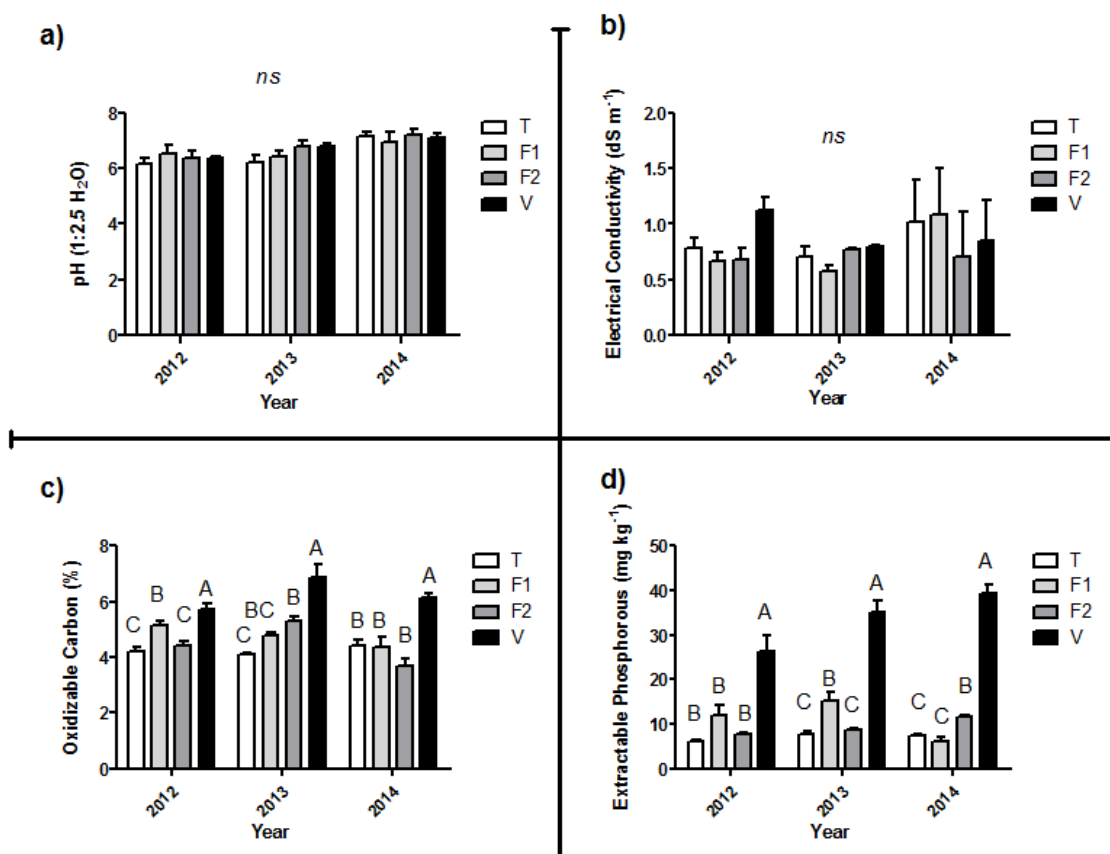 a)
ns
pH (1:2.5 H₂O)
8
6
4
2
0
2012
2013
2014
Year
T
F1
F2
V
b)
ns
Electrical Conductivity (dS m⁻¹)
2.0
1.5
1.0
0.5
0.0
2012
2013
2014
Year
T
F1
F2
V
c)
Oxidizable Carbon (%)
8
6
4
2
0
C B C A
C BC B A
B B B A
2012
2013
2014
Year
T
F1
F2
V
d)
Extractable Phosphorous (mg kg⁻¹)
50
40
30
20
10
0
B B B A
C B C A
C C B A
2012
2013
2014
Year
T
F1
F2
V